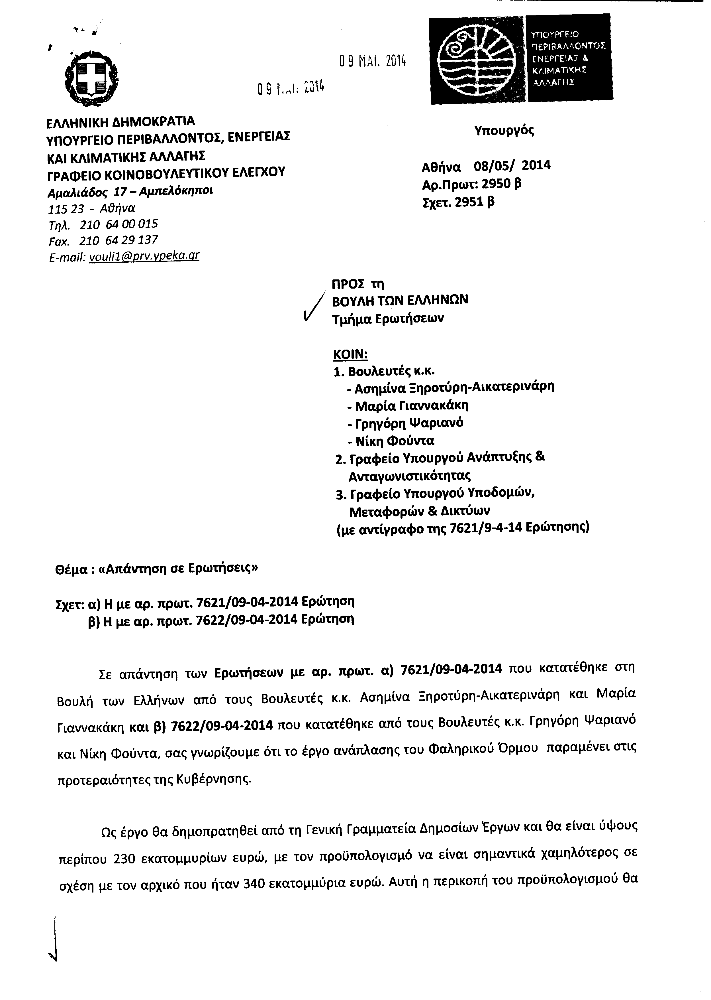 09 ΜΑΪ. 2014
09 2014
ΥΠΟΥΡΓΕΙΟ
ΠΕΡΙΒΑΛΛΟΝΤΟΣ
ΕΝΕΡΓΕΙΑΣ &
ΚΛΙΜΑΤΙΚΗΣ
ΑΛΛΑΓΗΣ
ΕΛΛΗΝΙΚΗ ΔΗΜΟΚΡΑΤΙΑ
ΥΠΟΥΡΓΕΙΟ ΠΕΡΙΒΑΛΛΟΝΤΟΣ, ΕΝΕΡΓΕΙΑΣ
ΚΑΙ ΚΛΙΜΑΤΙΚΗΣ ΑΛΛΑΓΗΣ
ΓΡΑΦΕΙΟ ΚΟΙΝΟΒΟΥΛΕΥΤΙΚΟΥ ΕΛΕΓΧΟΥ
Αμαλιάδος 17 – Αμπελόκηποι
115 23 - Αθήνα
Τηλ. 210 64 00 015
Fax. 210 64 29 137
E-mail: vouli1@prv.ypeka.gr
Υπουργός
Αθήνα 08/05/ 2014
Αρ.Πρωτ: 2950 β
Σχετ. 2951 β
ΠΡΟΣ τη
ΒΟΥΛΗ ΤΩΝ ΕΛΛΗΝΩΝ
Τμήμα Ερωτήσεων
ΚΟΙΝ:
1. Βουλευτές κ.κ.
- Ασημίνα Ξηροτύρη-Αικατερινάρη
- Μαρία Γιαννακάκη
- Γρηγόρη Ψαριανό
- Νίκη Φούντα
2. Γραφείο Υπουργού Ανάπτυξης &
Ανταγωνιστικότητας
3. Γραφείο Υπουργού Υποδομών,
Μεταφορών & Δικτύων
(με αντίγραφο της 7621/9-4-14 Ερώτησης)
Θέμα : «Απάντηση σε Ερωτήσεις»
Σχετ: α) Η με αρ. πρωτ. 7621/09-04-2014 Ερώτηση
β) Η με αρ. πρωτ. 7622/09-04-2014 Ερώτηση
Σε απάντηση των Ερωτήσεων με αρ. πρωτ. α) 7621/09-04-2014 που κατατέθηκε στη
Βουλή των Ελλήνων από τους Βουλευτές κ.κ. Ασημίνα Ξηροτύρη-Αικατερινάρη και Μαρία
Γιαννακάκη και β) 7622/09-04-2014 που κατατέθηκε από τους Βουλευτές κ.κ. Γρηγόρη Ψαριανό
και Νίκη Φούντα, σας γνωρίζουμε ότι το έργο ανάπλασης του Φαληρικού Όρμου παραμένει στις
προτεραιότητες της Κυβέρνησης.
Ως έργο θα δημοπρατηθεί από τη Γενική Γραμματεία Δημοσίων Έργων και θα είναι ύψους
περίπου 230 εκατομμυρίων ευρώ, με τον προϋπολογισμό να είναι σημαντικά χαμηλότερος σε
σχέση με τον αρχικό που ήταν 340 εκατομμύρια ευρώ. Αυτή η περικοπή του προϋπολογισμού θα